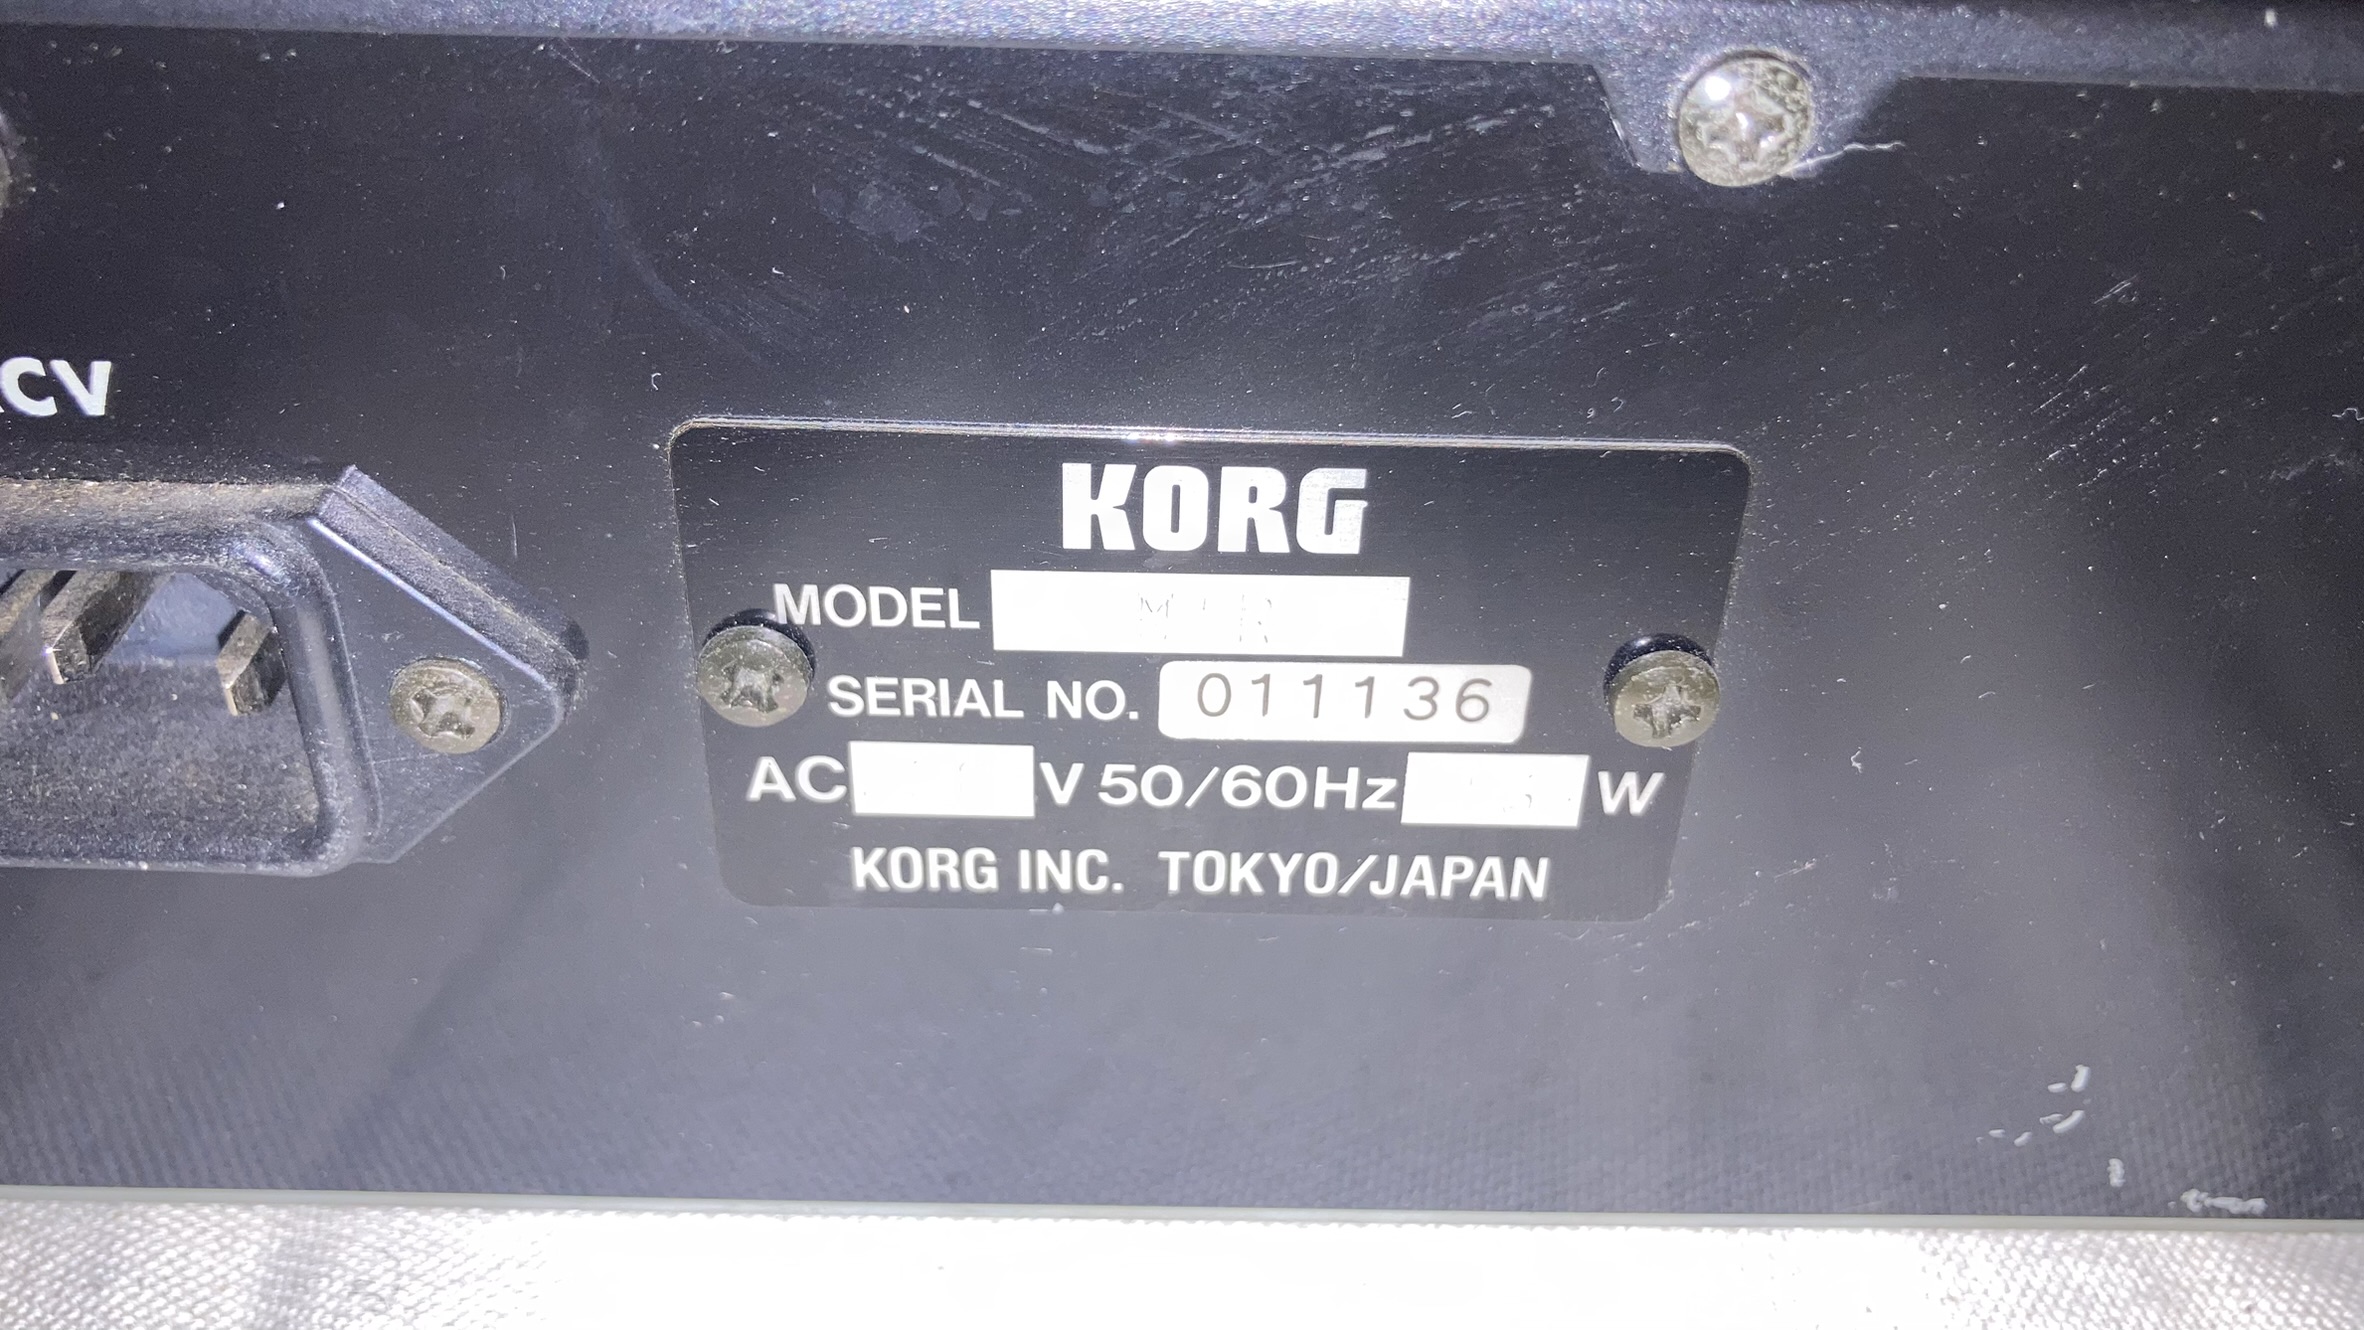 CV
KORG
MODEL
SERIAL NO. 011136
AC V 50/60Hz W
KORG INC. TOKYO/JAPAN